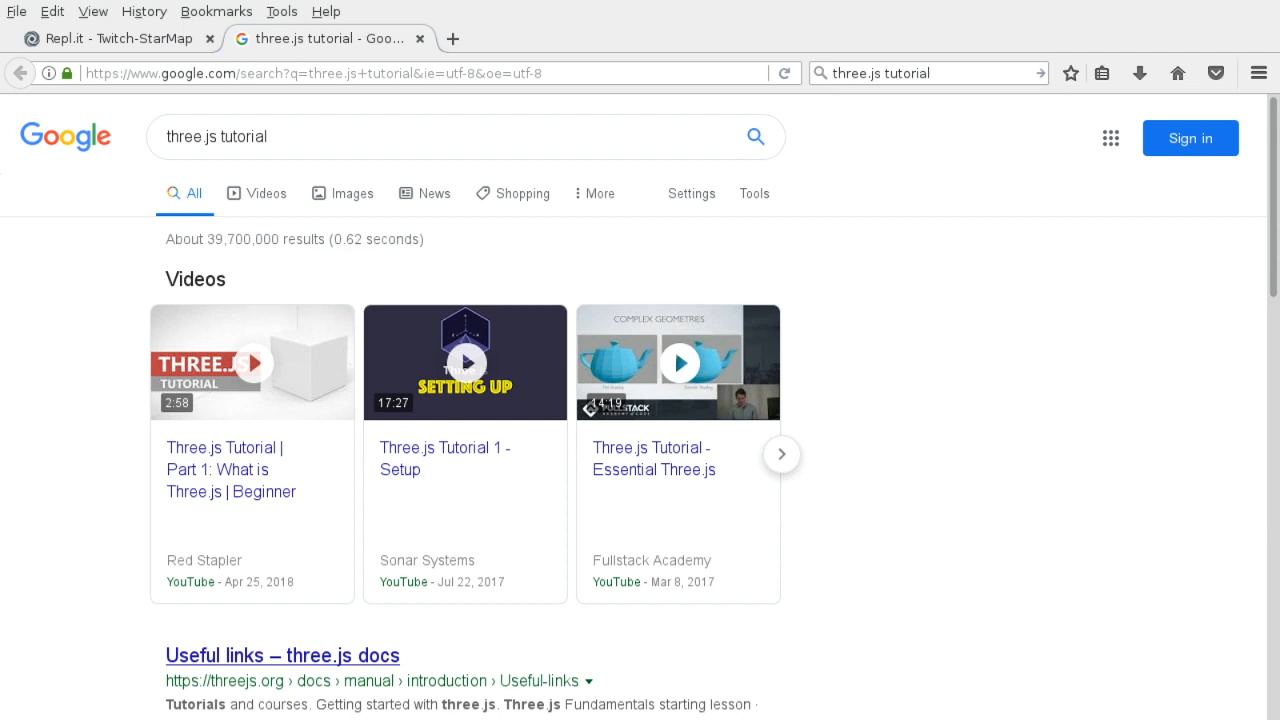 File Edit View History Bookmarks Tools Help
Repl.it - Twitch-StarMap three.js tutorial - Goo...
https://www.google.com/search?q=three.js+tutorial&ie=utf-8&oe=utf-8 three.js tutorial
Google three.js tutorial Sign in
All Videos Images News Shopping More Settings Tools
About 39,700,000 results (0.62 seconds)
Videos
THREE.JS
TUTORIAL
2:58
SETTING UP
17:27
COMPLEX GEOMETRIES
14:19
FULLSTACK
Three.js Tutorial |
Part 1: What is
Three.js | Beginner
Red Stapler
YouTube - Apr 25, 2018
Three.js Tutorial 1 -
Setup
Sonar Systems
YouTube - Jul 22, 2017
Three.js Tutorial -
Essential Three.js
Fullstack Academy
YouTube - Mar 8, 2017
Useful links – three.js docs
https://threejs.org › docs › manual › introduction › Useful-links
Tutorials and courses. Getting started with three.js. Three.js Fundamentals starting lesson ·